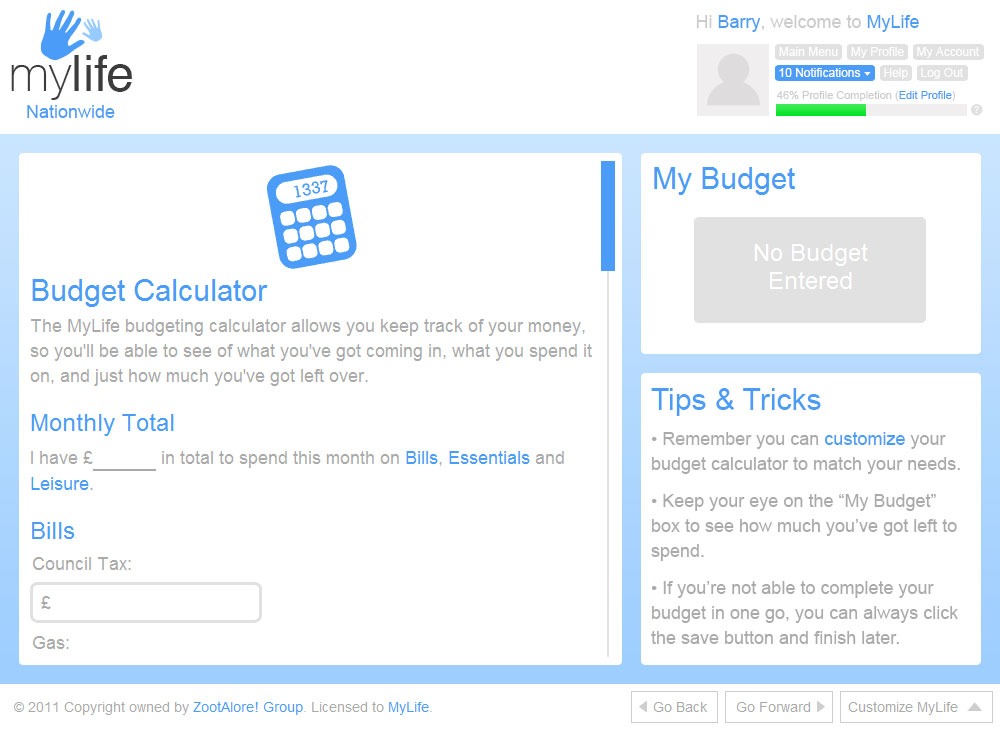 mylife
Nationwide
Hi Barry, welcome to MyLife
Main Menu My Profile My Account
10 Notifications Help Log Out
46% Profile Completion (Edit Profile)
?
1337
Budget Calculator
The MyLife budgeting calculator allows you keep track of your money,
so you'll be able to see of what you've got coming in, what you spend it
on, and just how much you've got left over.
Monthly Total
I have £______ in total to spend this month on Bills, Essentials and
Leisure.
Bills
Council Tax:
£
Gas:
My Budget
No Budget
Entered
Tips & Tricks
• Remember you can customize your
budget calculator to match your needs.
• Keep your eye on the “My Budget”
box to see how much you’ve got left to
spend.
• If you’re not able to complete your
budget in one go, you can always click
the save button and finish later.
© 2011 Copyright owned by ZootAlore! Group. Licensed to MyLife.
Go Back Go Forward Customize MyLife